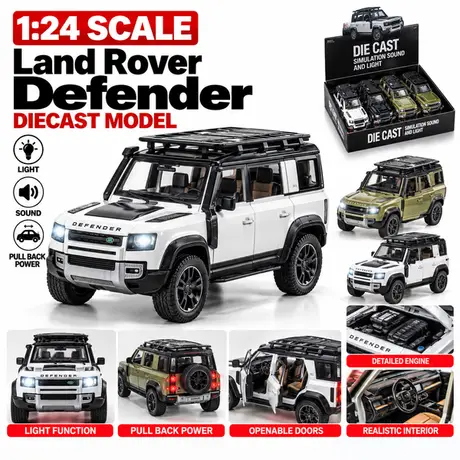 1:24 SCALE
Land Rover
Defender
DIECAST MODEL
LIGHT
SOUND
PULL BACK
POWER
DIE CAST
SIMULATION SOUND
AND LIGHT
DIE CAST
SIMULATION SOUND
AND LIGHT
DEFENDER
DEFENDER
DETAILED ENGINE
LIGHT FUNCTION
PULL BACK POWER
OPENABLE DOORS
REALISTIC INTERIOR